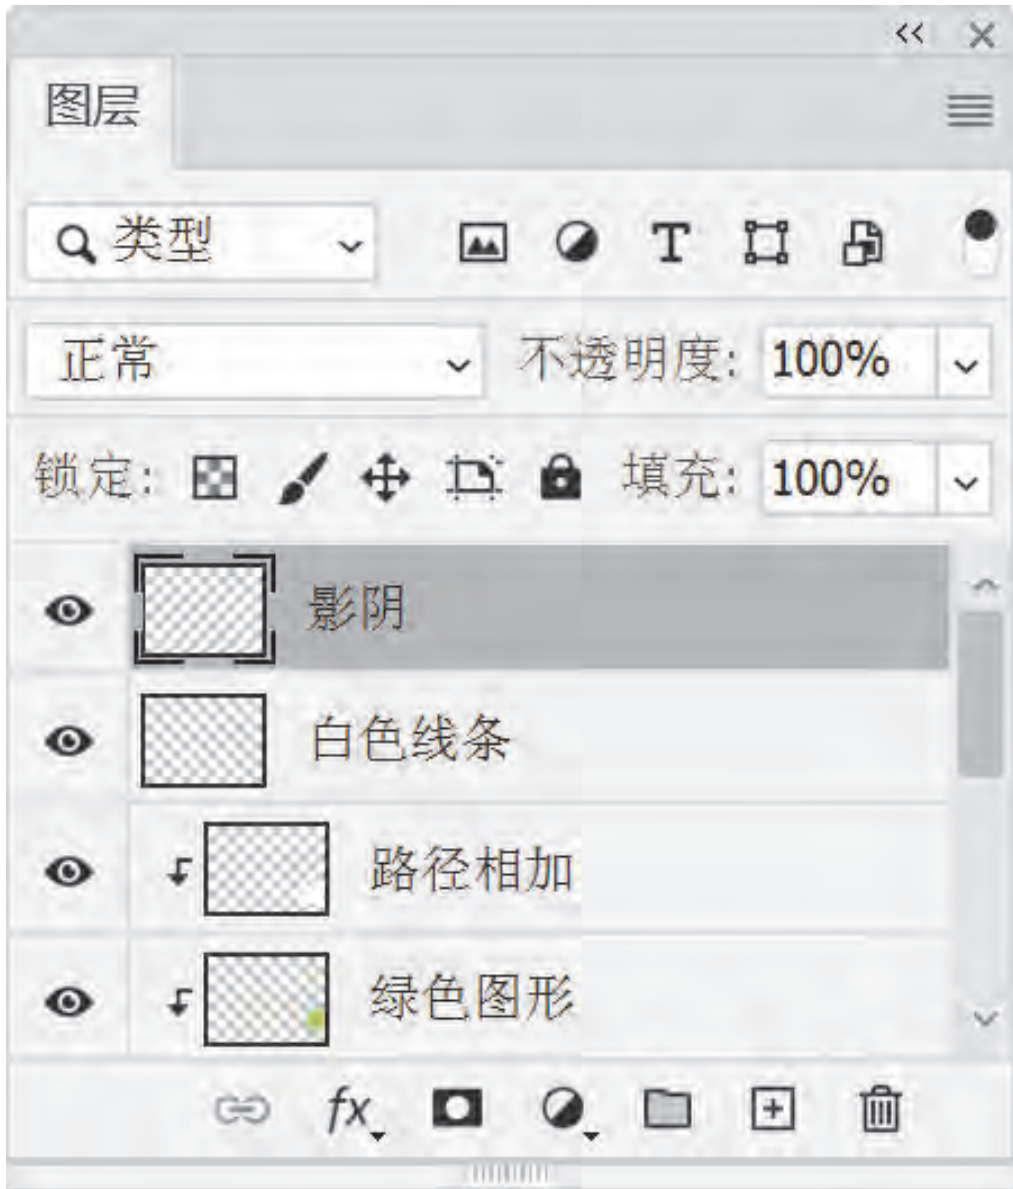 图层
类型
正常 不透明度: 100%
锁定: 填充: 100%
影阴
白色线条
路径相加
绿色图形
fx